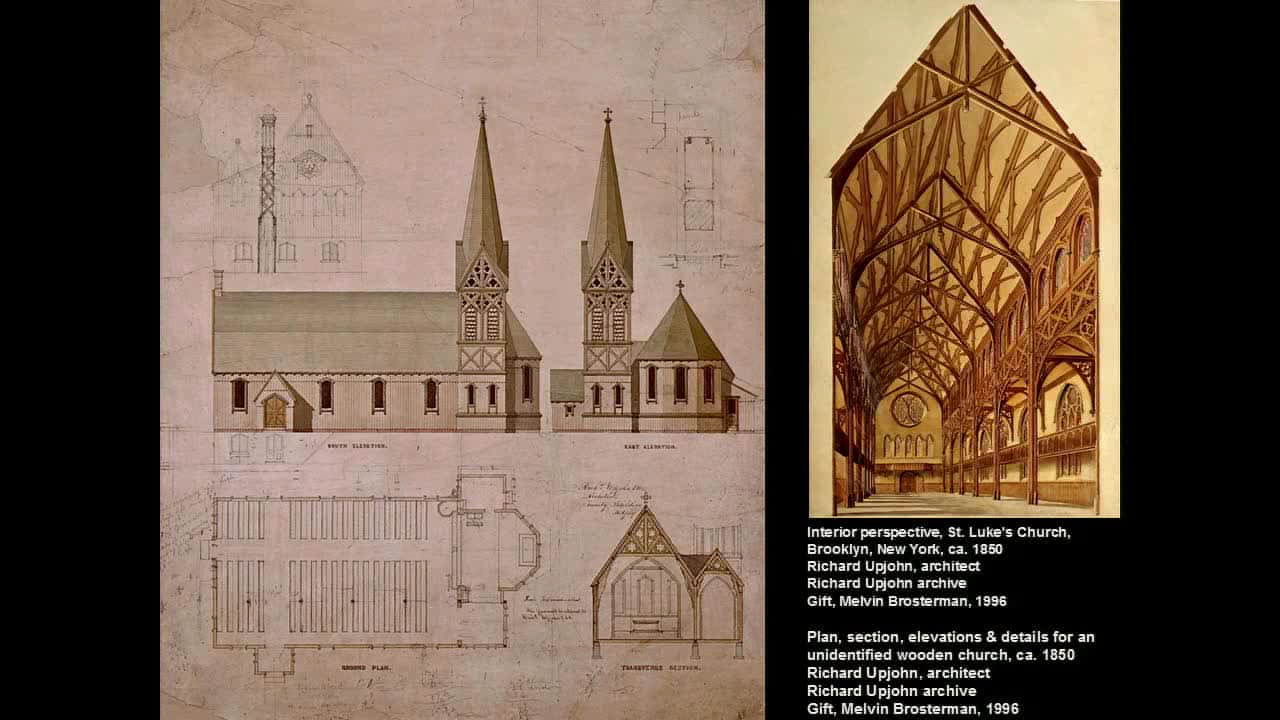 SOUTH ELEVATION.
EAST ELEVATION.
GROUND PLAN.
TRANSVERSE SECTION.
Interior perspective, St. Luke's Church,
Brooklyn, New York, ca. 1850
Richard Upjohn, architect
Richard Upjohn archive
Gift, Melvin Brosterman, 1996
Plan, section, elevations & details for an
unidentified wooden church, ca. 1850
Richard Upjohn, architect
Richard Upjohn archive
Gift, Melvin Brosterman, 1996